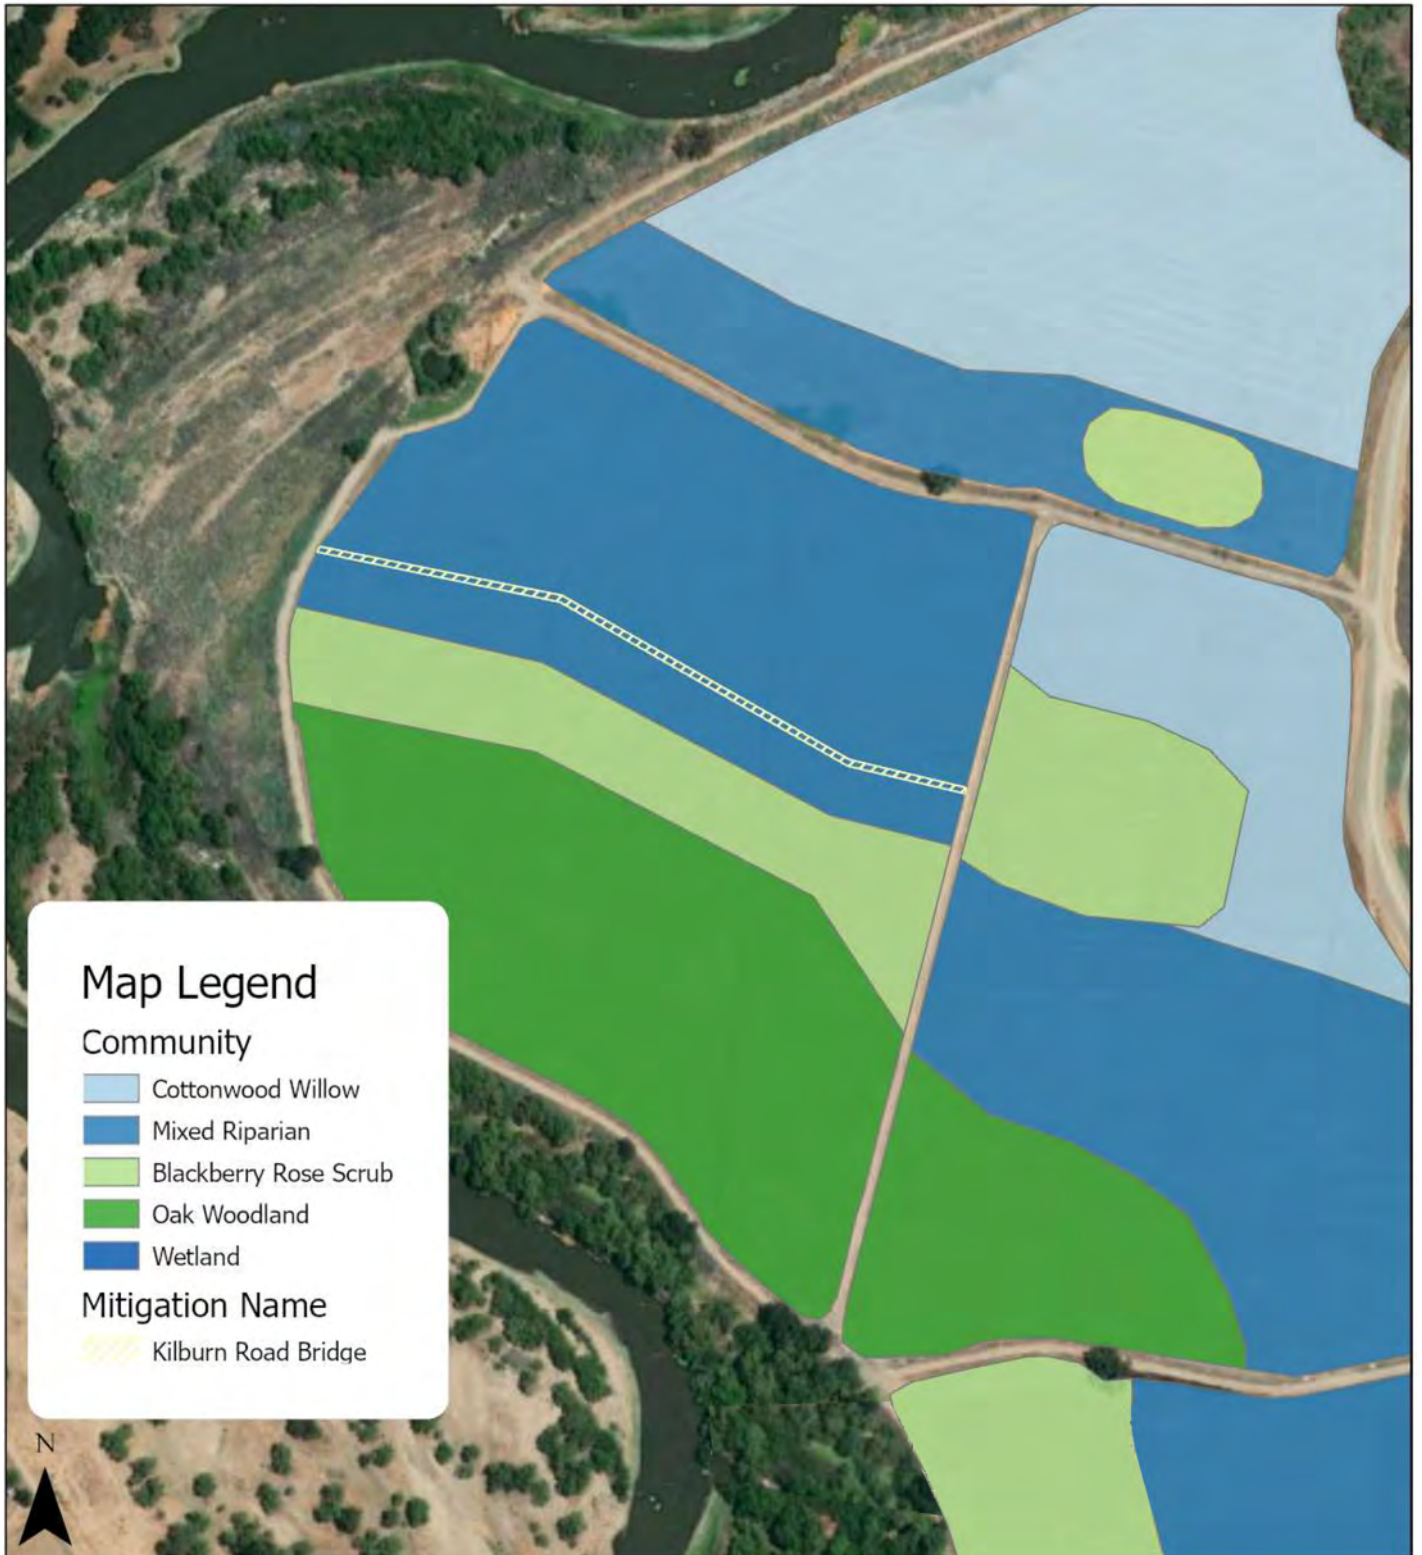 Map Legend
Community
Cottonwood Willow
Mixed Riparian
Blackberry Rose Scrub
Oak Woodland
Wetland
Mitigation Name
Kilburn Road Bridge
N